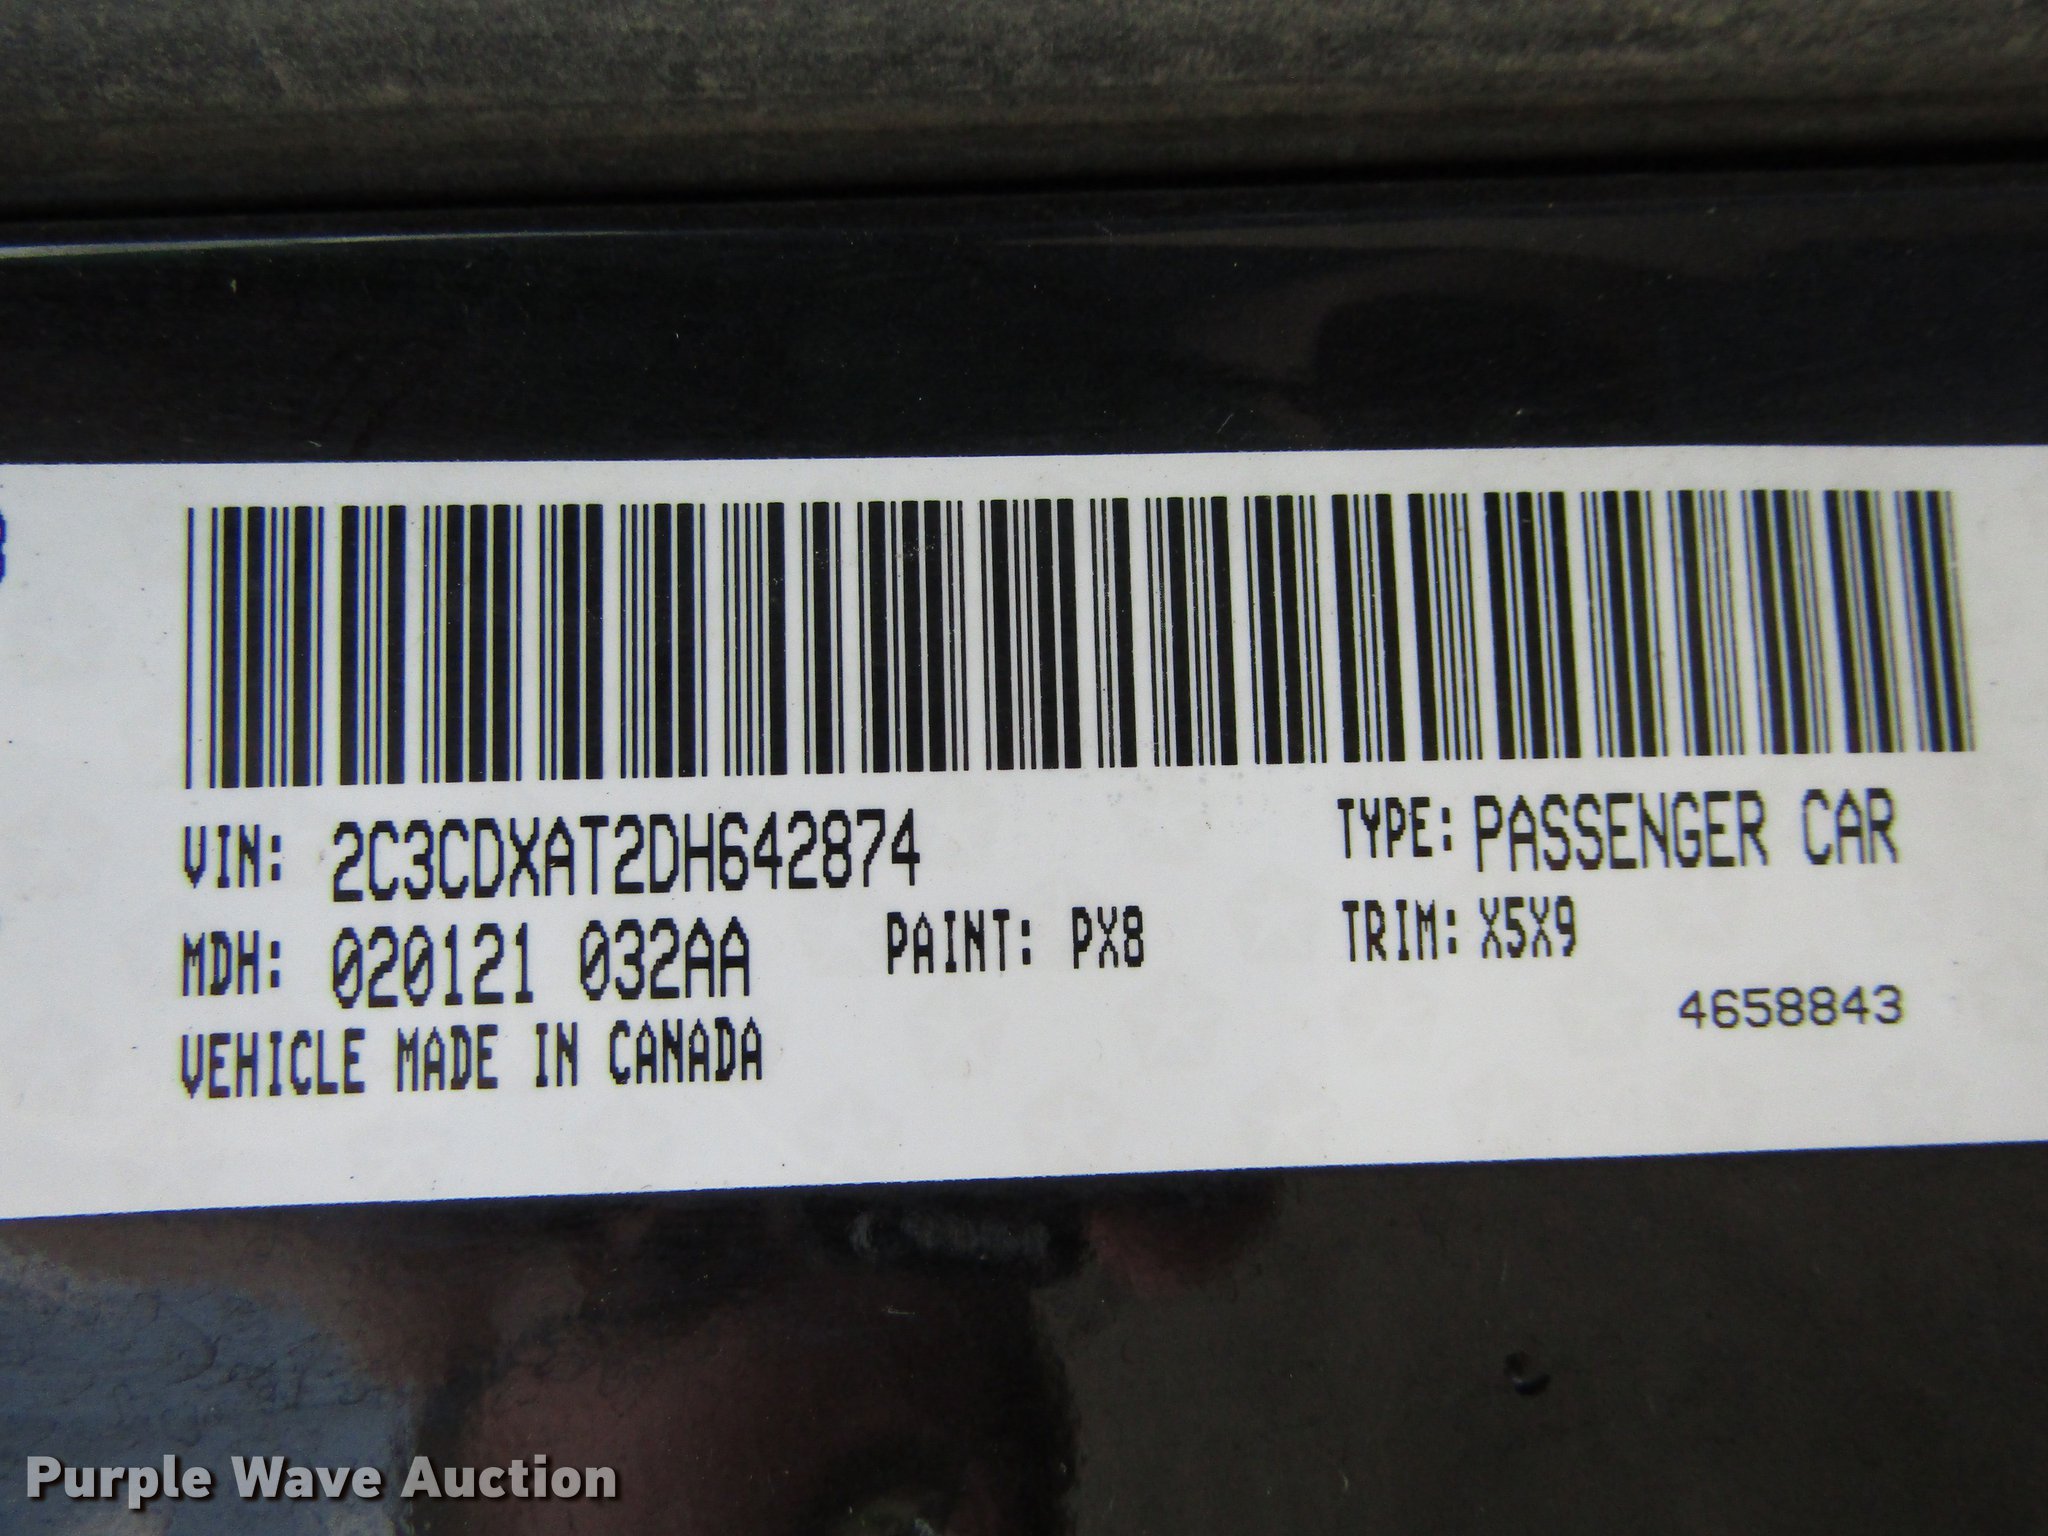 VIN: 2C3CDXAT2DH642874 TYPE: PASSENGER CAR
MDH: 020121 032AA PAINT: PX8 TRIM: X5X9
4658843
VEHICLE MADE IN CANADA
Purple Wave Auction